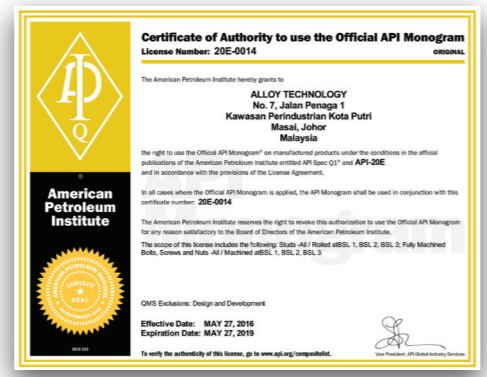 Certificate of Authority to use the Official API Monogram
License Number: 20E-0014
ORIGINAL
The American Petroleum Institute hereby grants to
ALLOY TECHNOLOGY
No. 7, Jalan Penaga 1
Kawasan Perindustrian Kota Putri
Masai, Johor
Malaysia
the right to use the Official API Monogram® on manufactured products under the conditions in the official
publications of the American Petroleum Institute entitled API Spec Q1® and API-20E
and in accordance with the provisions of the License Agreement.
In all cases where the Official API Monogram is applied, the API Monogram shall be used in conjunction with this
certificate number: 20E-0014
The American Petroleum Institute reserves the right to revoke this authorization to use the Official API Monogram
for any reason satisfactory to the Board of Directors of the American Petroleum Institute.
The scope of this license includes the following: Studs -All / Rolled atBSL 1, BSL 2, BSL 3; Fully Machined
Bolts, Screws and Nuts -All / Machined atBSL 1, BSL 2, BSL 3
QMS Exclusions: Design and Development
Effective Date: MAY 27, 2016
Expiration Date: MAY 27, 2019
To verify the authenticity of this license, go to www.api.org/compositelist.
Vice President, API Global Industry Services
API
Q
®
American
Petroleum
Institute
AMERICAN PETROLEUM INSTITUTE
CORPORATE
SEAL